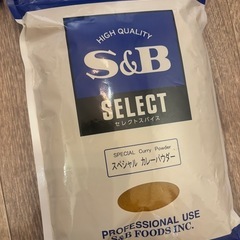 HIGH QUALITY
S&B
SELECT
セレクトスパイス
SPECIAL Curry Powder
スペシャル カレーパウダー
PROFESSIONAL USE
S&B FOODS INC.